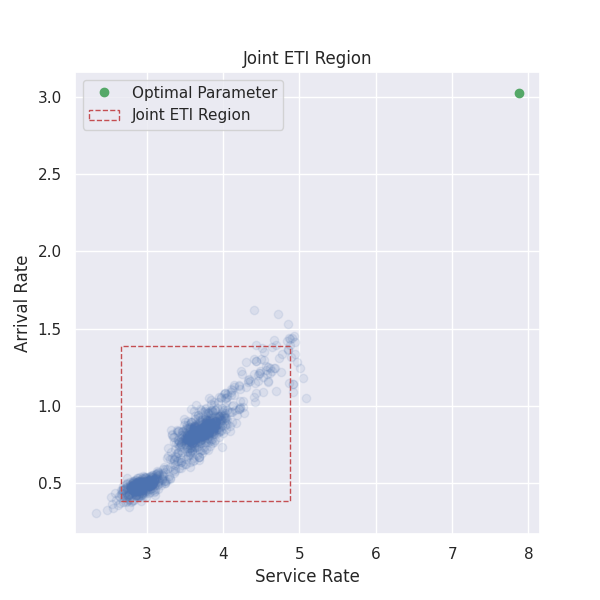 Joint ETI Region
Optimal Parameter
Joint ETI Region
3.0
2.5
2.0
1.5
1.0
0.5
Arrival Rate
3 4 5 6 7 8
Service Rate